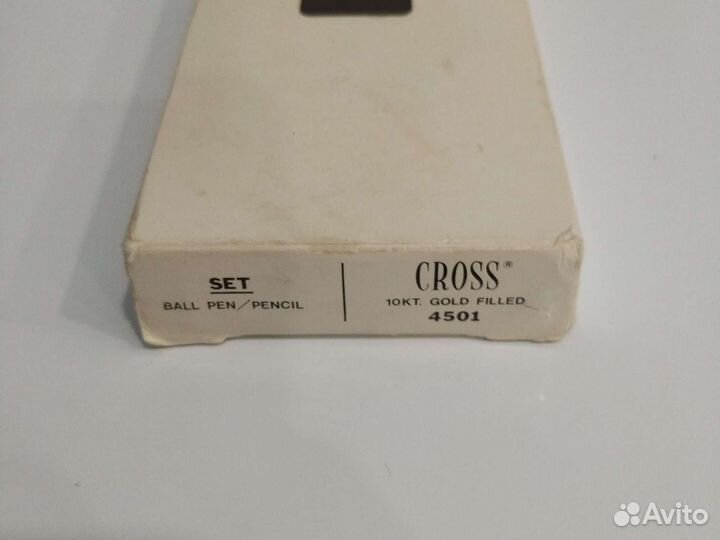 SET
BALL PEN/PENCIL
CROSS®
10KT. GOLD FILLED
4501
Avito